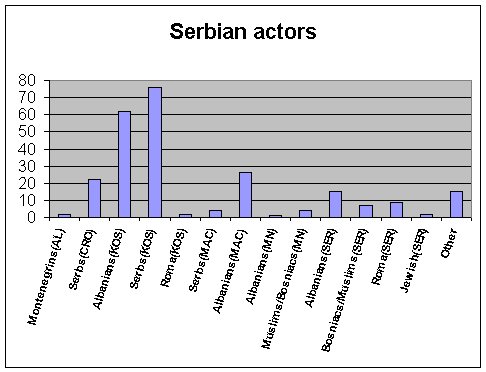 Serbian actors
80
70
60
50
40
30
20
10
0
Montenegrins(AL)
Serbs(CRO)
Albanians(KOS)
Serbs(KOS)
Roma(KOS)
Serbs(MAC)
Albanians(MAC)
Albanians(MN)
Muslims/Bosniacs(MN)
Albanians(SER)
Bosniacs/Muslims(SER)
Roma(SER)
Jewish(SER)
Other